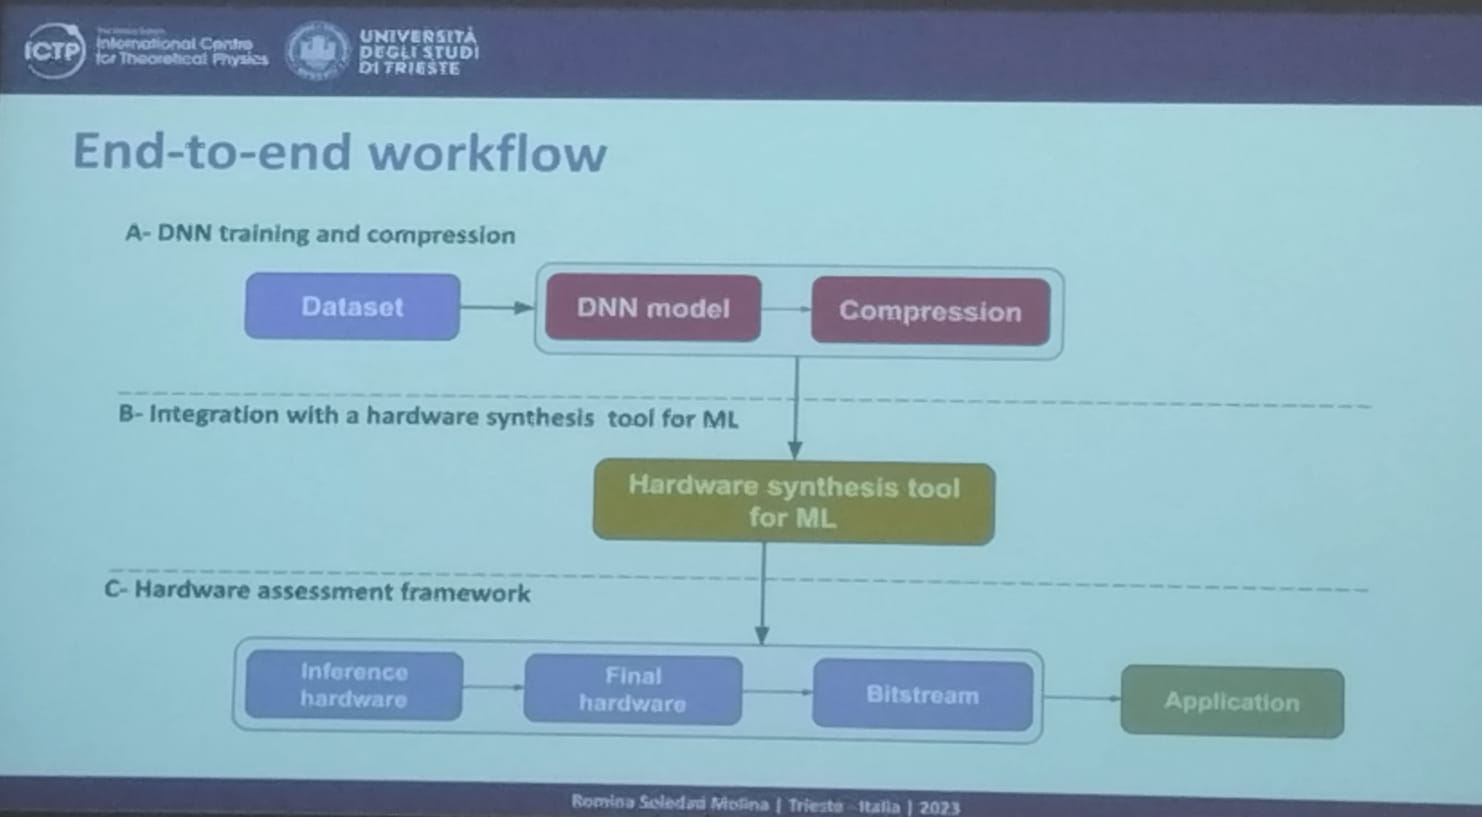 ICTP
International Centre
for Theoretical Physics
UNIVERSITÀ
DEGLI STUDI
DI TRIESTE
End-to-end workflow
A- DNN training and compression
Dataset
DNN model
Compression
B- Integration with a hardware synthesis tool for ML
Hardware synthesis tool
for ML
C- Hardware assessment framework
Inference
hardware
Final
hardware
Bitstream
Application
Romina Soledad Molina | Trieste - Italia | 2023